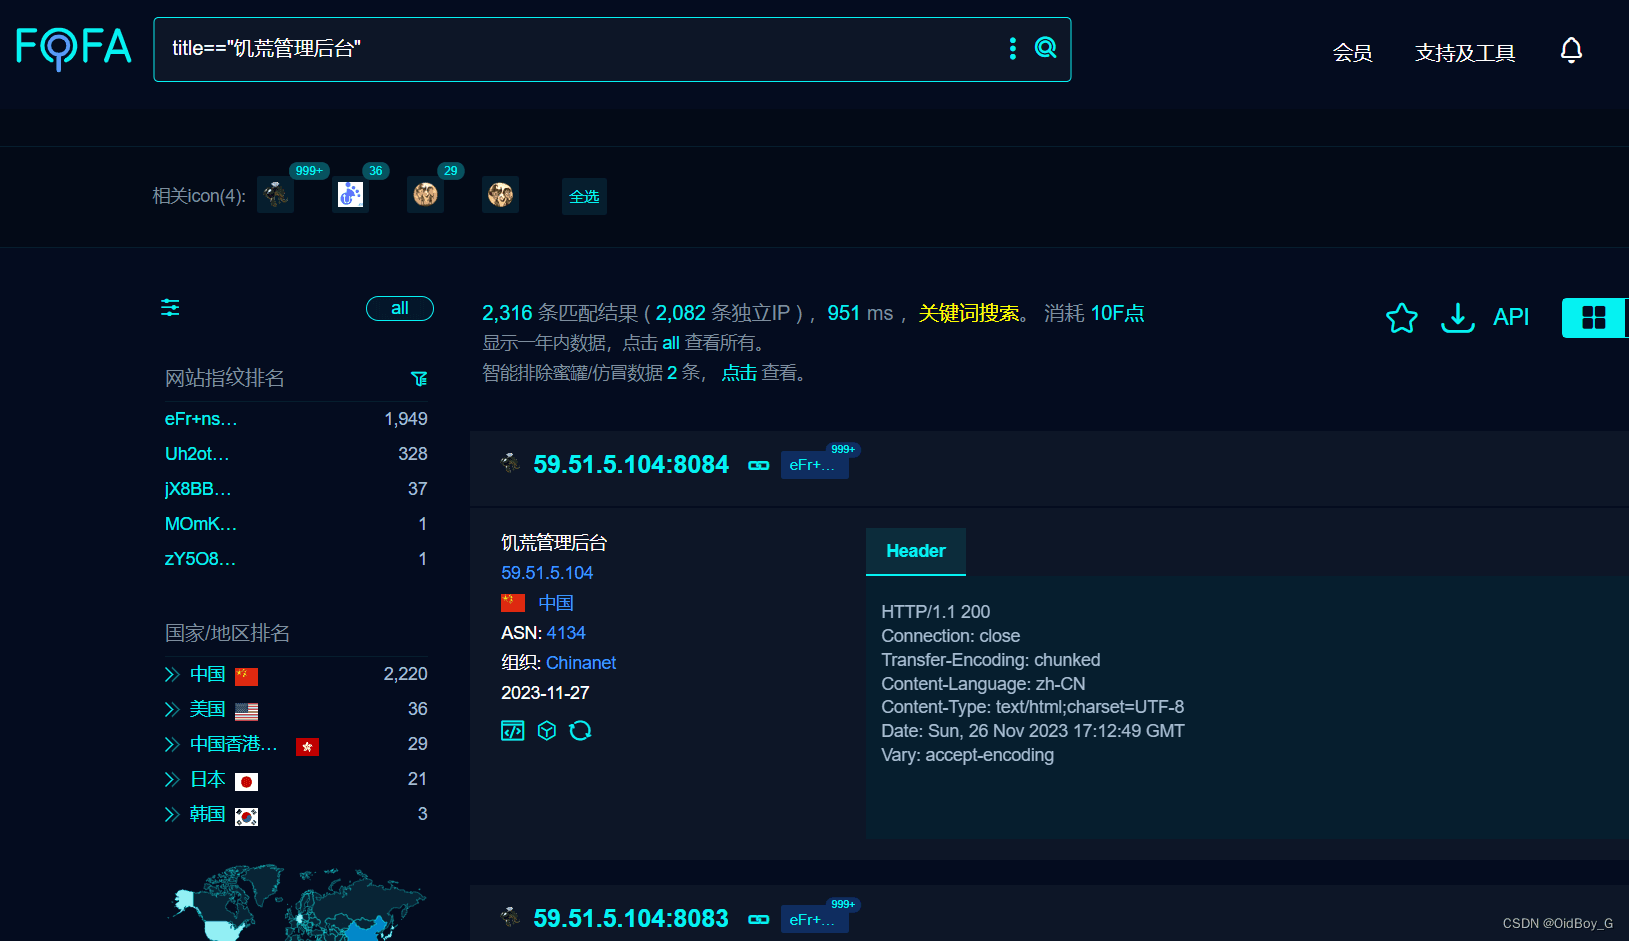 FOFA
title=="饥荒管理后台"
会员
支持及工具
相关icon(4):
999+
36
29
全选
all
2,316 条匹配结果 ( 2,082 条独立IP ) ，951 ms ，关键词搜索。 消耗 10F点
显示一年内数据，点击 all 查看所有。
智能排除蜜罐/仿冒数据 2 条， 点击 查看。
API
网站指纹排名
eFr+ns... 1,949
Uh2ot... 328
jX8BB... 37
MOmK... 1
zY5O8... 1
国家/地区排名
中国 2,220
美国 36
中国香港... 29
日本 21
韩国 3
59.51.5.104:8084
eFr+...
999+
饥荒管理后台
59.51.5.104
中国
ASN: 4134
组织: Chinanet
2023-11-27
Header
HTTP/1.1 200
Connection: close
Transfer-Encoding: chunked
Content-Language: zh-CN
Content-Type: text/html;charset=UTF-8
Date: Sun, 26 Nov 2023 17:12:49 GMT
Vary: accept-encoding
59.51.5.104:8083
eFr+...
999+
CSDN @OidBoy_G